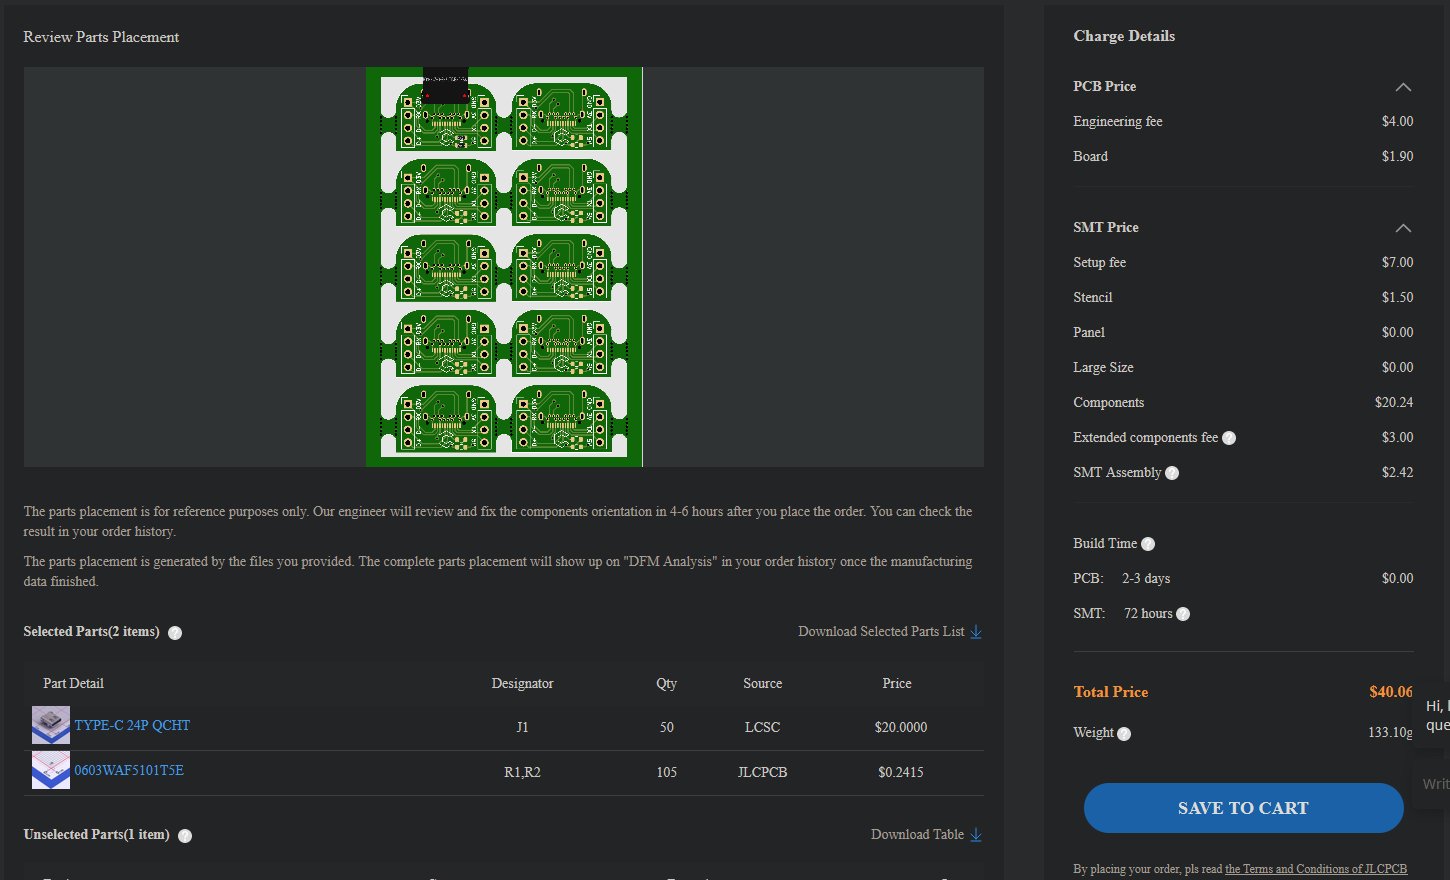 Review Parts Placement
The parts placement is for reference purposes only. Our engineer will review and fix the components orientation in 4-6 hours after you place the order. You can check the
result in your order history.
The parts placement is generated by the files you provided. The complete parts placement will show up on "DFM Analysis" in your order history once the manufacturing
data finished.
Selected Parts(2 items)
Download Selected Parts List
Part Detail Designator Qty Source Price
TYPE-C 24P QCHT J1 50 LCSC $20.0000
0603WAF5101T5E R1,R2 105 JLCPCB $0.2415
Unselected Parts(1 item)
Download Table
Charge Details
PCB Price
Engineering fee $4.00
Board $1.90
SMT Price
Setup fee $7.00
Stencil $1.50
Panel $0.00
Large Size $0.00
Components $20.24
Extended components fee $3.00
SMT Assembly $2.42
Build Time
PCB: 2-3 days $0.00
SMT: 72 hours
Total Price $40.06
Weight 133.10g
Hi,
SAVE TO CART
By placing your order, pls read the Terms and Conditions of JLCPCB